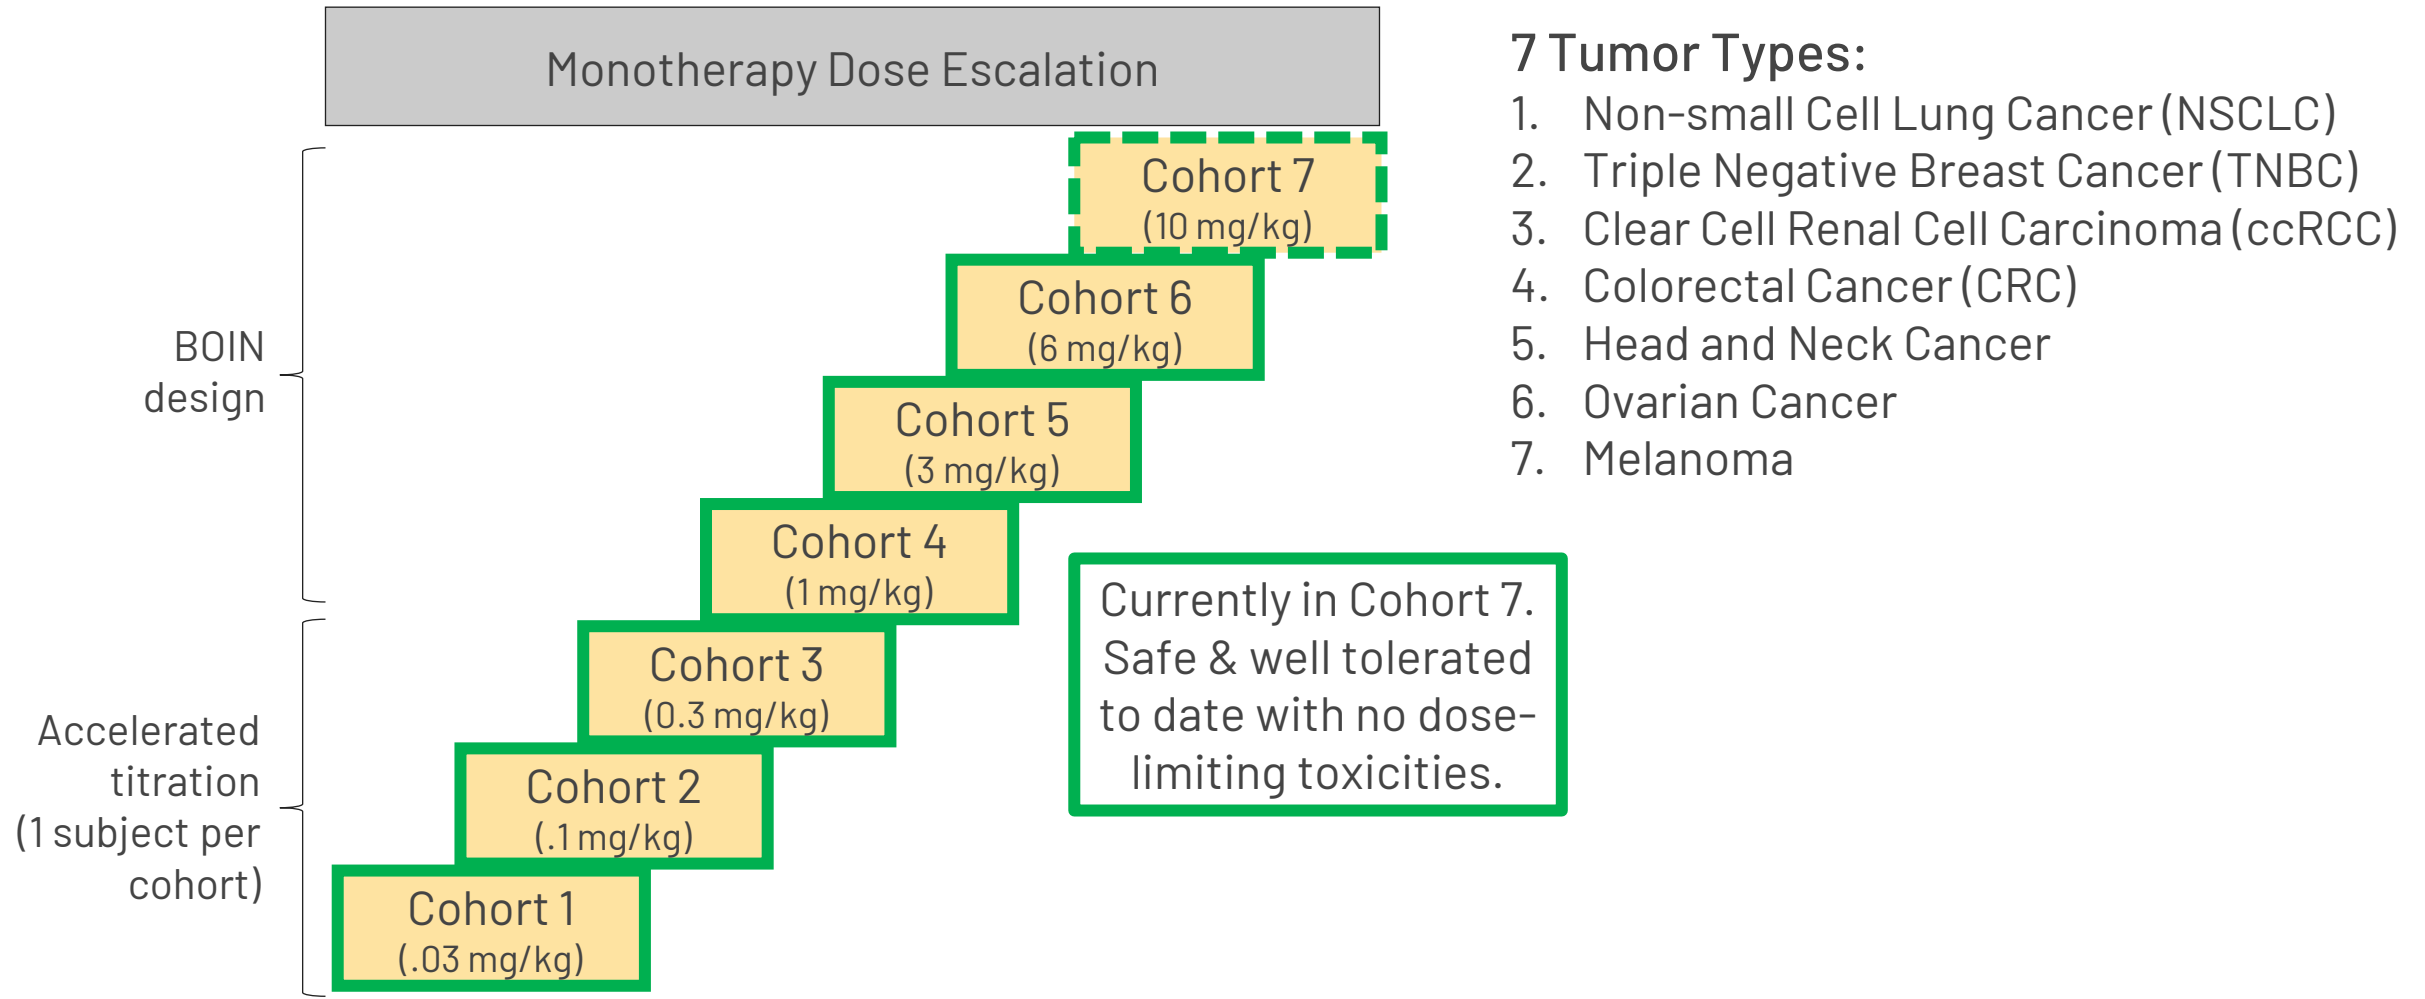 Monotherapy Dose Escalation
Cohort 7
(10 mg/kg)
Cohort 6
(6 mg/kg)
Cohort 5
(3 mg/kg)
Cohort 4
(1 mg/kg)
Cohort 3
(0.3 mg/kg)
Cohort 2
(.1 mg/kg)
Cohort 1
(.03 mg/kg)
BOIN
design
Accelerated
titration
(1 subject per
cohort)
7 Tumor Types:
1. Non-small Cell Lung Cancer (NSCLC)
2. Triple Negative Breast Cancer (TNBC)
3. Clear Cell Renal Cell Carcinoma (ccRCC)
4. Colorectal Cancer (CRC)
5. Head and Neck Cancer
6. Ovarian Cancer
7. Melanoma
Currently in Cohort 7.
Safe & well tolerated
to date with no dose-
limiting toxicities.